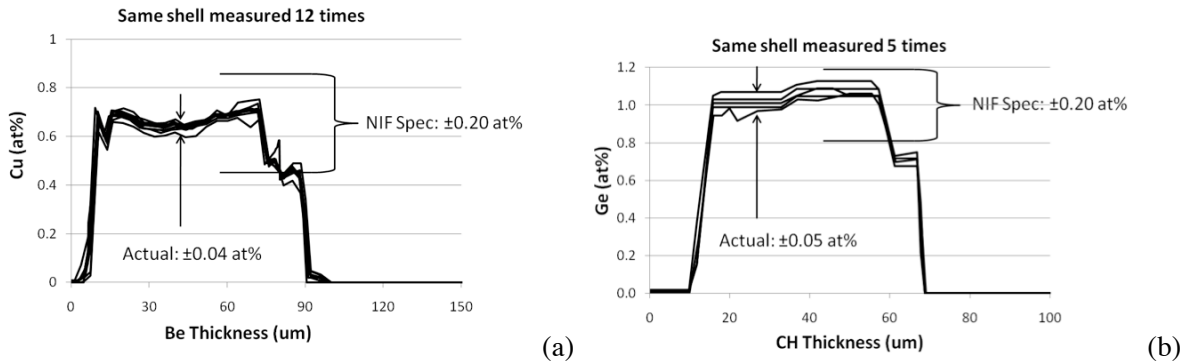 Same shell measured 12 times
1
0.8
0.6
0.4
0.2
0
Cu (at%)
NIF Spec: ±0.20 at%
Actual: ±0.04 at%
0 30 60 90 120 150
Be Thickness (um)
(a)
Same shell measured 5 times
1.2
1.0
0.8
0.6
0.4
0.2
0.0
Ge (at%)
NIF Spec: ±0.20 at%
Actual: ±0.05 at%
0 20 40 60 80 100
CH Thickness (um)
(b)